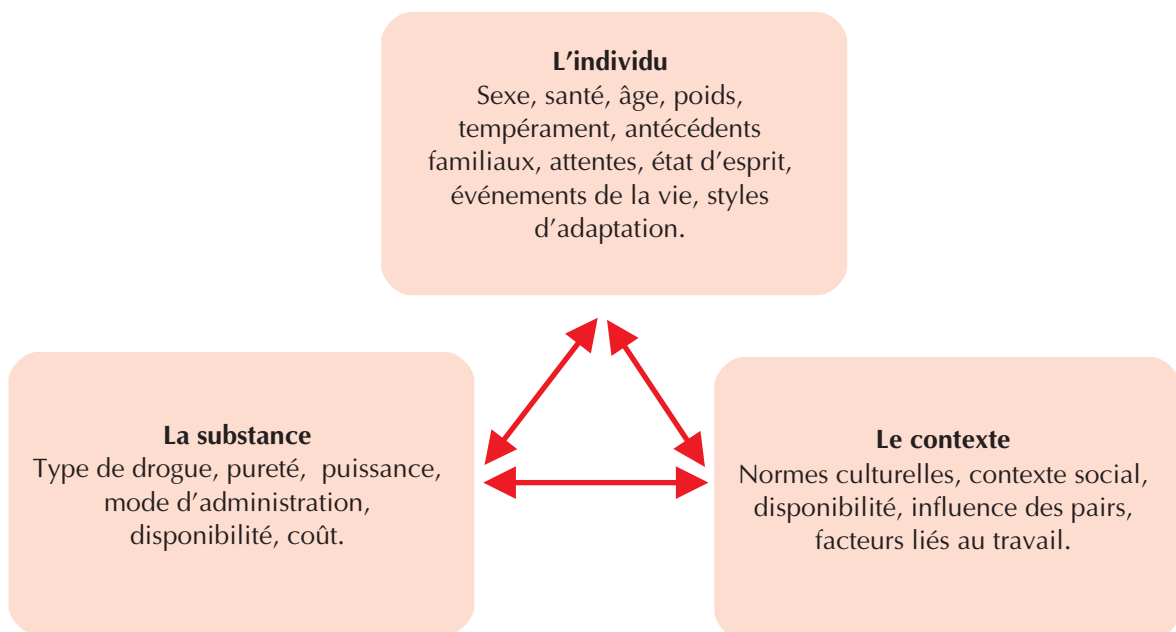 L’individu
Sexe, santé, âge, poids,
tempérament, antécédents
familiaux, attentes, état d’esprit,
événements de la vie, styles
d’adaptation.
La substance
Type de drogue, pureté, puissance,
mode d’administration,
disponibilité, coût.
Le contexte
Normes culturelles, contexte social,
disponibilité, influence des pairs,
facteurs liés au travail.